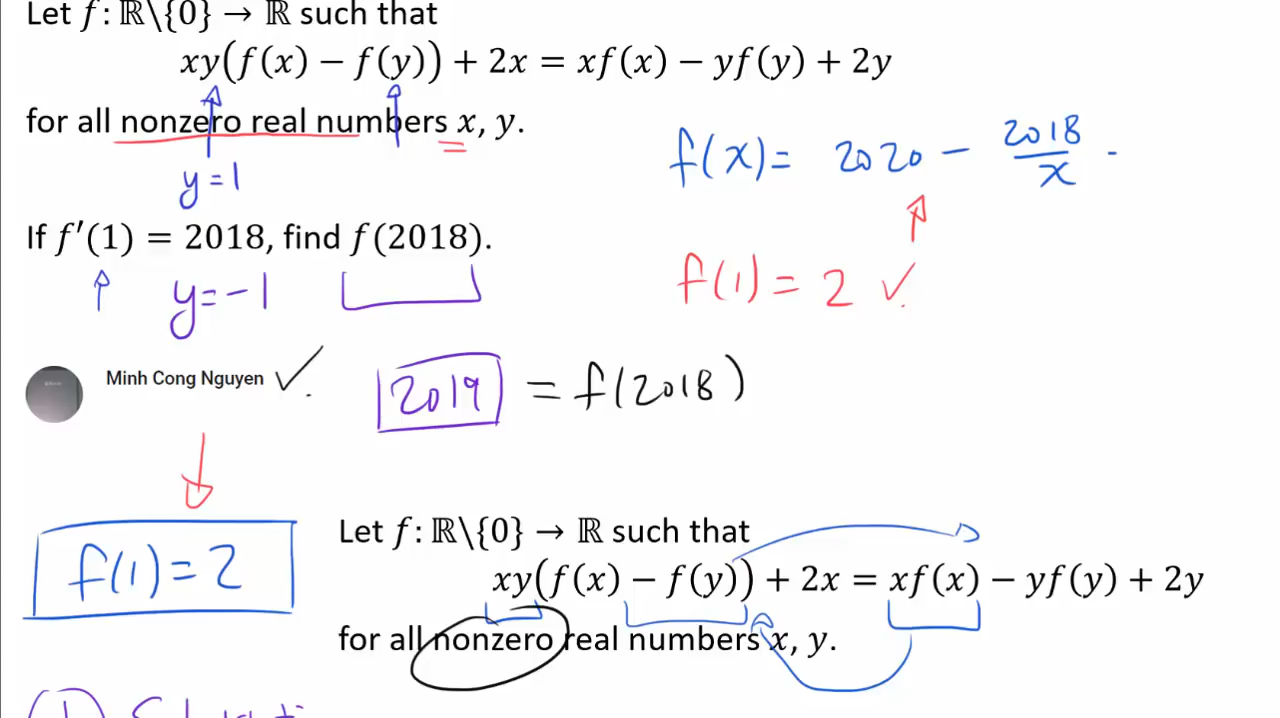 Let f: ℝ\{0} → ℝ such that
xy(f(x) − f(y)) + 2x = xf(x) − yf(y) + 2y
for all nonzero real numbers x, y.
f(x) = 2020 − 2018/x .
y = 1
If f′(1) = 2018, find f(2018).
y = −1
f(1) = 2 ✓
Minh Cong Nguyen ✓
2019 = f(2018)
f(1) = 2
Let f: ℝ\{0} → ℝ such that
xy(f(x) − f(y)) + 2x = xf(x) − yf(y) + 2y
for all nonzero real numbers x, y.